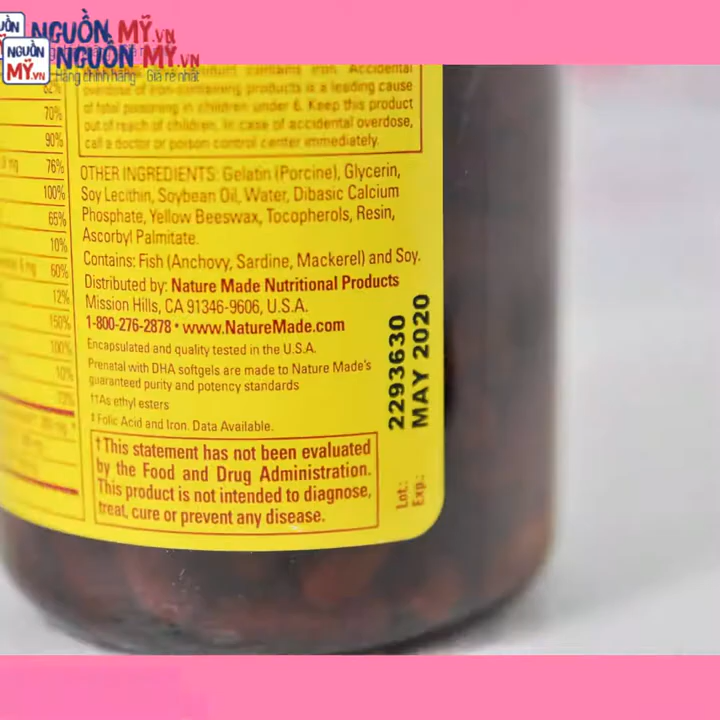 NGUỒN MỸ.VN
NGUỒN MỸ.VN
NGUỒN
MỸ.VN
Hàng chính hãng Giá rẻ nhất
contains iron. Accidental
overdose of iron-containing products is a leading cause
of fatal poisoning in children under 6. Keep this product
out of reach of children. In case of accidental overdose,
call a doctor or poison control center immediately.
62%
70%
90%
76%
100%
65%
10%
60%
12%
150%
100%
10%
OTHER INGREDIENTS: Gelatin (Porcine), Glycerin,
Soy Lecithin, Soybean Oil, Water, Dibasic Calcium
Phosphate, Yellow Beeswax, Tocopherols, Resin,
Ascorbyl Palmitate.
Contains: Fish (Anchovy, Sardine, Mackerel) and Soy.
Distributed by: Nature Made Nutritional Products
Mission Hills, CA 91346-9606, U.S.A.
1-800-276-2878 • www.NatureMade.com
Encapsulated and quality tested in the U.S.A.
Prenatal with DHA softgels are made to Nature Made's
guaranteed purity and potency standards
††As ethyl esters
‡Folic Acid and Iron. Data Available.
†This statement has not been evaluated
by the Food and Drug Administration.
This product is not intended to diagnose,
treat, cure or prevent any disease.
Lot: 2293630
Exp.: MAY 2020